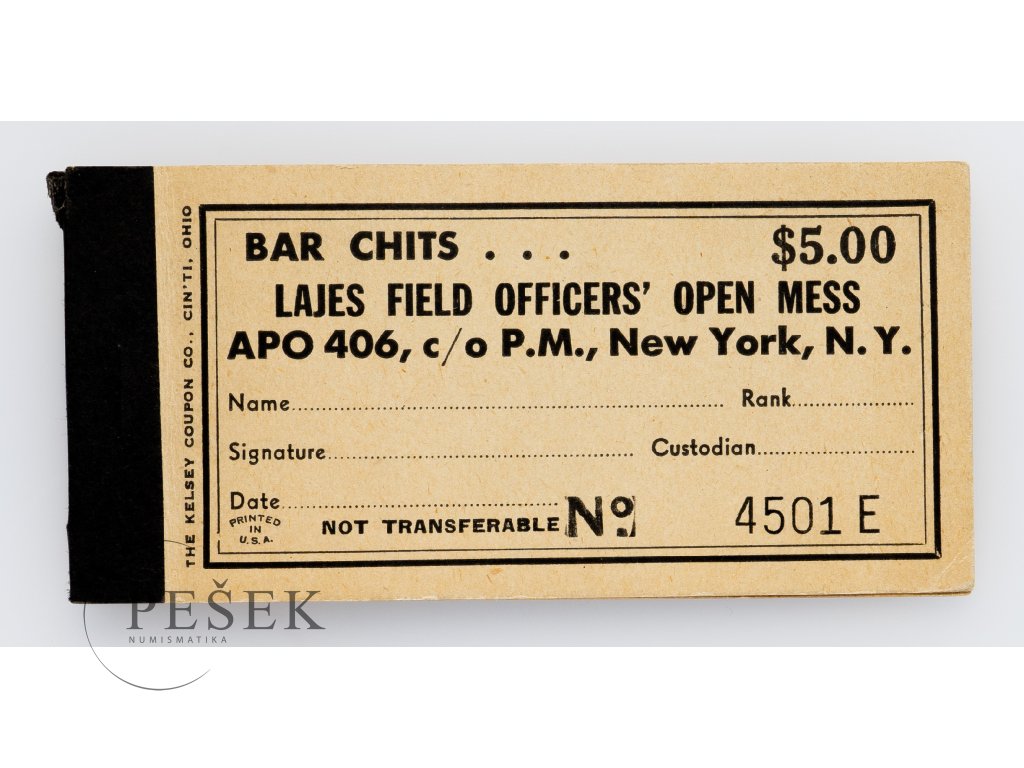 THE KELSEY COUPON CO., CIN'TI, OHIO
BAR CHITS . . . $5.00
LAJES FIELD OFFICERS' OPEN MESS
APO 406, c/o P.M., New York, N.Y.
Name Rank
Signature Custodian
Date
PRINTED
IN
U.S.A.
NOT TRANSFERABLE No. 4501 E
PEŠEK
NUMISMATIKA